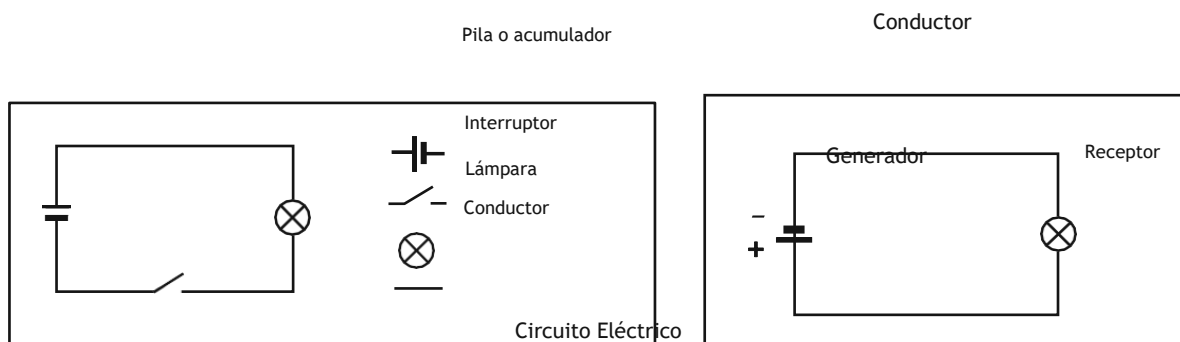 Conductor
Pila o acumulador
Interruptor
Lámpara
Conductor
Generador
Receptor
–
+
Circuito Eléctrico